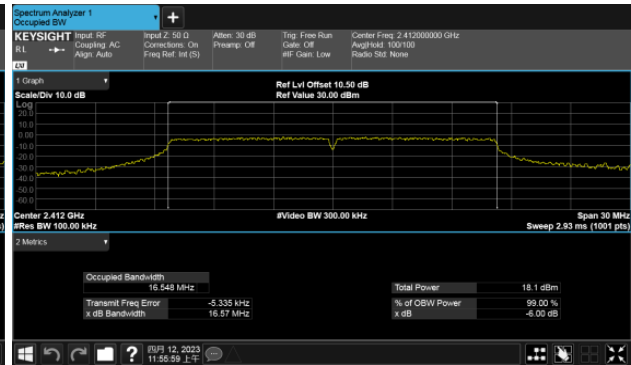 Spectrum Analyzer 1
Occupied BW
+
KEYSIGHT Input: RF Input Z: 50 Ω Atten: 30 dB Trig: Free Run Center Freq: 2.412000000 GHz
RL Coupling: AC Corrections: On Preamp: Off Gate: Off Avg|Hold: 100/100
Align: Auto Freq Ref: Int (S) #IF Gain: Low Radio Std: None
LXI
1 Graph
Ref Lvl Offset 10.50 dB
Scale/Div 10.0 dB Ref Value 30.00 dBm
Log
20.0
10.0
0.00
-10.0
-20.0
-30.0
-40.0
-50.0
-60.0
Center 2.412 GHz #Video BW 300.00 kHz Span 30 MHz
#Res BW 100.00 kHz Sweep 2.93 ms (1001 pts)
2 Metrics
Occupied Bandwidth
16.548 MHz Total Power 18.1 dBm
Transmit Freq Error -5.335 kHz % of OBW Power 99.00 %
x dB Bandwidth 16.57 MHz x dB -6.00 dB
? 四月 12, 2023
11:56:59 上午